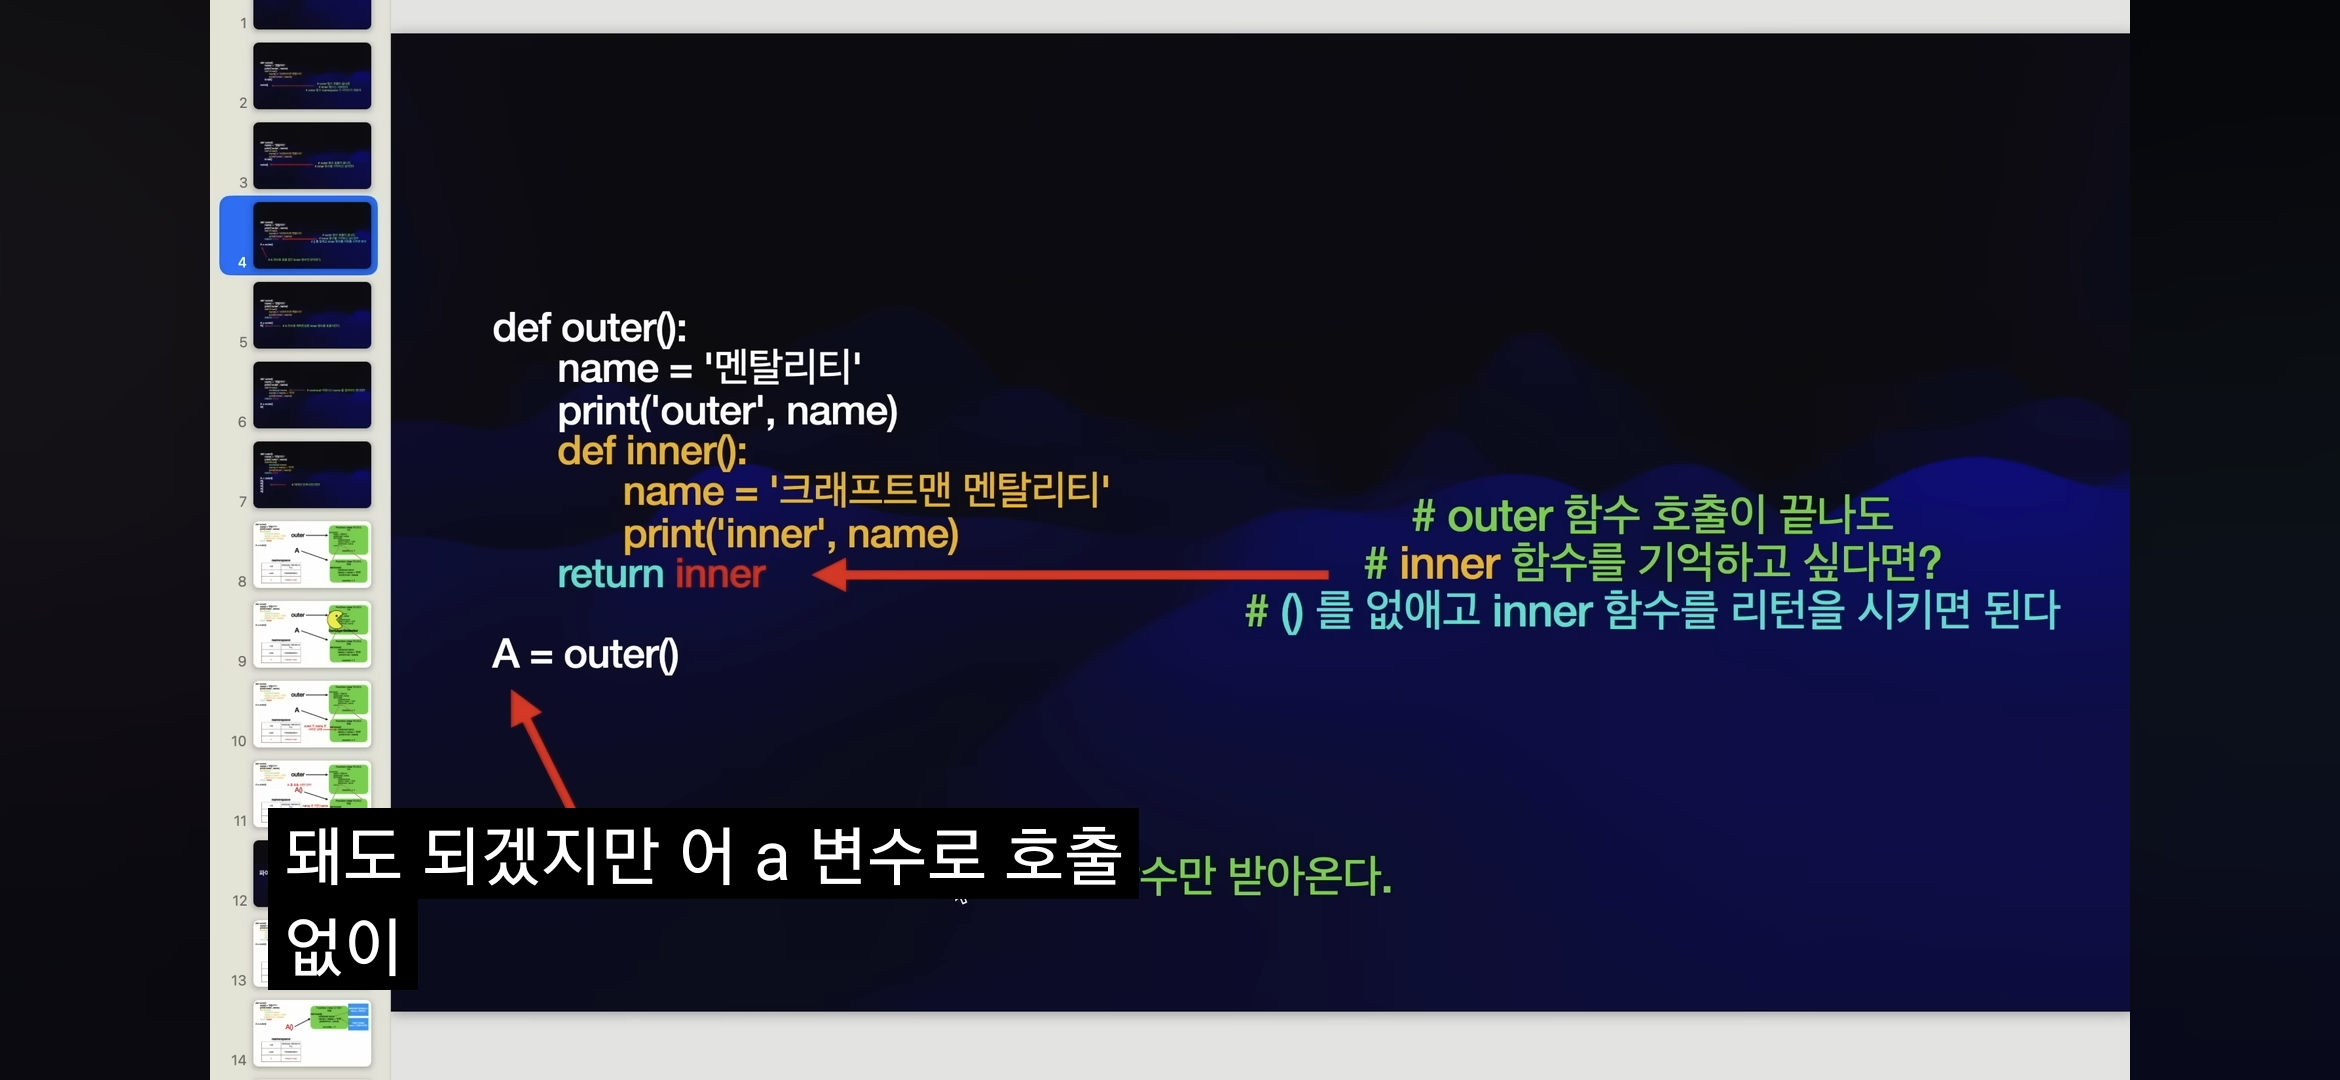 1
2
3
4
5
6
7
8
9
10
11
12
13
14
def outer():
name = '멘탈리티'
print('outer', name)
def inner():
name = '크래프트맨 멘탈리티'
print('inner', name)
return inner
A = outer()
# outer 함수 호출이 끝나도
# inner 함수를 기억하고 싶다면?
# () 를 없애고 inner 함수를 리턴을 시키면 된다
수만 받아온다.
돼도 되겠지만 어 a 변수로 호출
없이